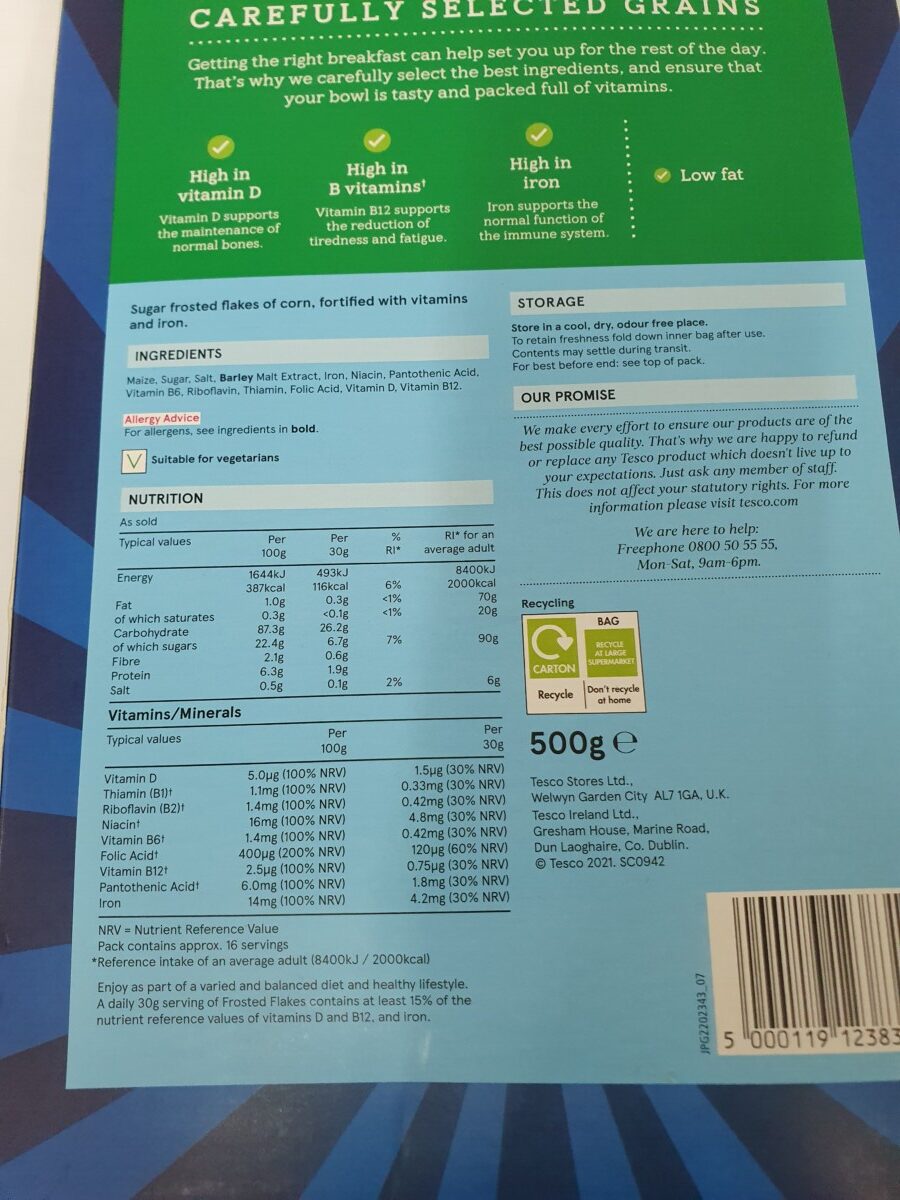 CAREFULLY SELECTED GRAINS
Getting the right breakfast can help set you up for the rest of the day.
That's why we carefully select the best ingredients, and ensure that
your bowl is tasty and packed full of vitamins.
High in
vitamin D
Vitamin D supports
the maintenance of
normal bones.
High in
B vitamins†
Vitamin B12 supports
the reduction of
tiredness and fatigue.
High in
iron
Iron supports the
normal function of
the immune system.
Low fat
Sugar frosted flakes of corn, fortified with vitamins
and iron.
INGREDIENTS
Maize, Sugar, Salt, Barley Malt Extract, Iron, Niacin, Pantothenic Acid,
Vitamin B6, Riboflavin, Thiamin, Folic Acid, Vitamin D, Vitamin B12.
Allergy Advice
For allergens, see ingredients in bold.
V Suitable for vegetarians
NUTRITION
As sold
Typical values Per 100g Per 30g % RI* RI* for an average adult
Energy 1644kJ 493kJ 8400kJ
387kcal 116kcal 6% 2000kcal
Fat 1.0g 0.3g <1% 70g
of which saturates 0.3g <0.1g <1% 20g
Carbohydrate 87.3g 26.2g
of which sugars 22.4g 6.7g 7% 90g
Fibre 2.1g 0.6g
Protein 6.3g 1.9g
Salt 0.5g 0.1g 2% 6g
Vitamins/Minerals
Typical values Per 100g Per 30g
Vitamin D 5.0µg (100% NRV) 1.5µg (30% NRV)
Thiamin (B1)† 1.1mg (100% NRV) 0.33mg (30% NRV)
Riboflavin (B2)† 1.4mg (100% NRV) 0.42mg (30% NRV)
Niacin† 16mg (100% NRV) 4.8mg (30% NRV)
Vitamin B6† 1.4mg (100% NRV) 0.42mg (30% NRV)
Folic Acid† 400µg (200% NRV) 120µg (60% NRV)
Vitamin B12† 2.5µg (100% NRV) 0.75µg (30% NRV)
Pantothenic Acid† 6.0mg (100% NRV) 1.8mg (30% NRV)
Iron 14mg (100% NRV) 4.2mg (30% NRV)
NRV = Nutrient Reference Value
Pack contains approx. 16 servings
*Reference intake of an average adult (8400kJ / 2000kcal)
Enjoy as part of a varied and balanced diet and healthy lifestyle.
A daily 30g serving of Frosted Flakes contains at least 15% of the
nutrient reference values of vitamins D and B12, and iron.
STORAGE
Store in a cool, dry, odour free place.
To retain freshness fold down inner bag after use.
Contents may settle during transit.
For best before end: see top of pack.
OUR PROMISE
We make every effort to ensure our products are of the
best possible quality. That's why we are happy to refund
or replace any Tesco product which doesn't live up to
your expectations. Just ask any member of staff.
This does not affect your statutory rights. For more
information please visit tesco.com
We are here to help:
Freephone 0800 50 55 55,
Mon-Sat, 9am-6pm.
Recycling
CARTON
Recycle
BAG
RECYCLE
AT LARGE
SUPERMARKET
Don't recycle
at home
500g e
Tesco Stores Ltd.,
Welwyn Garden City AL7 1GA, U.K.
Tesco Ireland Ltd.,
Gresham House, Marine Road,
Dun Laoghaire, Co. Dublin.
© Tesco 2021. SC0942
JPG2202343_07
5 000119 12383